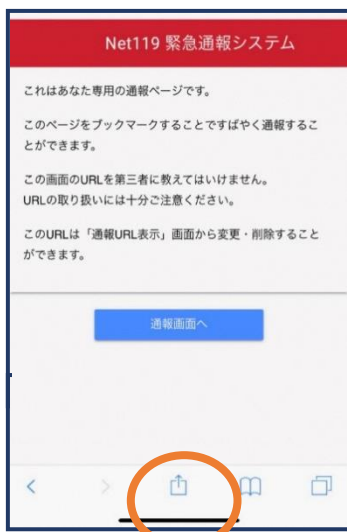 Net119 緊急通報システム
これはあなた専用の通報ページです。
このページをブックマークすることですばやく通報するこ
とができます。
この画面のURLを第三者に教えてはいけません。
URLの取り扱いには十分ご注意ください。
このURLは「通報URL表示」画面から変更・削除すること
ができます。
通報画面へ